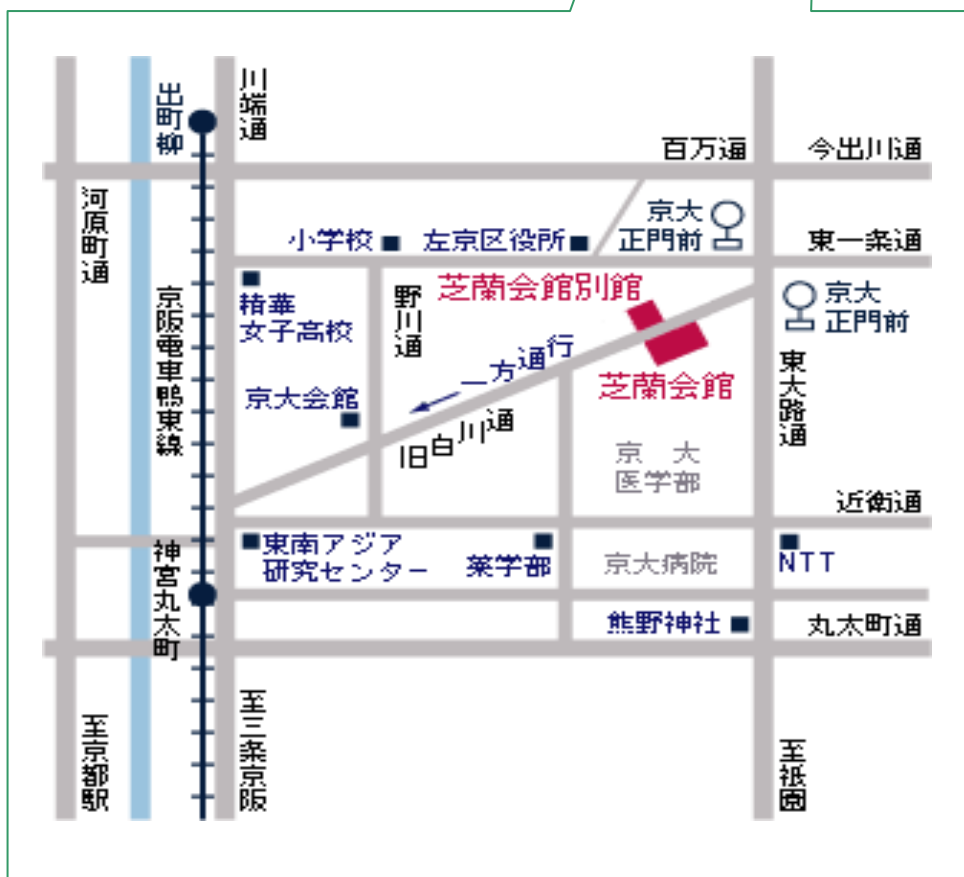 出町柳
川端通
百万遍
今出川通
河原町通
小学校
左京区役所
京大
正門前
東一条通
精華
女子高校
野川通
芝蘭会館別館
京大
正門前
京阪電車鴨東線
一方通行
京大会館
芝蘭会館
東大路通
旧白川通
京 大
医学部
近衛通
東南アジア
研究センター
薬学部
京大病院
NTT
神宮丸太町
熊野神社
丸太町通
至京都駅
至三条京阪
至祇園